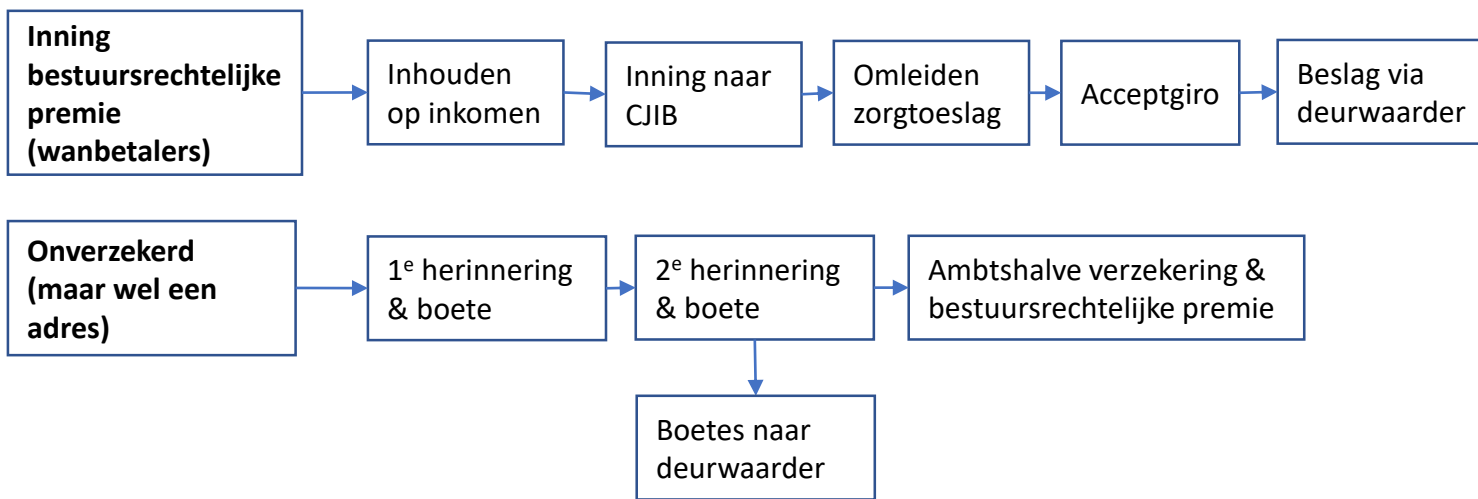 Inning
bestuursrechtelijke
premie
(wanbetalers)
Inhouden
op inkomen
Inning naar
CJIB
Omleiden
zorgtoeslag
Acceptgiro
Beslag via
deurwaarder
Onverzekerd
(maar wel een
adres)
1e herinnering
& boete
2e herinnering
& boete
Ambtshalve verzekering &
bestuursrechtelijke premie
Boetes naar
deurwaarder